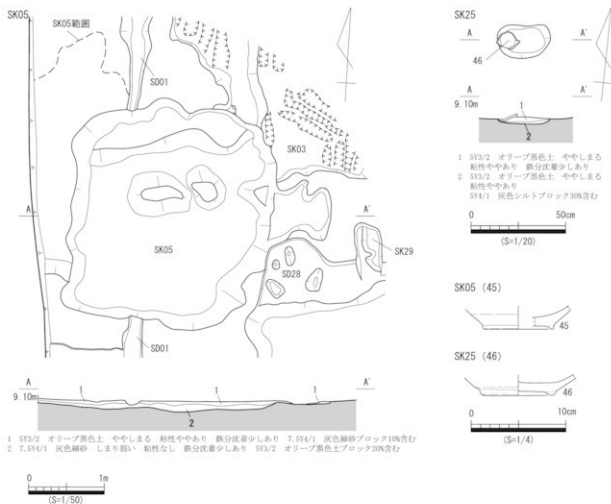 SK05
SK05範囲
SD01
SK03
A
A'
SK05
SK29
SD28
SD01
A
A'
9.10m
1
1
1
2
1 5Y3/2 オリーブ黒色土 ややしまる 粘性ややあり 鉄分沈着少しあり 7.5Y4/1 灰色細砂ブロック10%含む
2 7.5Y4/1 灰色細砂 しまり弱い 粘性なし 鉄分沈着少しあり 5Y3/2 オリーブ黒色土ブロック20%含む
0 1m
(S=1/50)
SK25
A
A'
46
A
A'
9.10m
1
2
1 5Y3/2 オリーブ黒色土 ややしまる
粘性ややあり 鉄分沈着少しあり
2 5Y3/2 オリーブ黒色土 ややしまる
粘性ややあり
5Y4/1 灰色シルトブロック30%含む
0 50cm
(S=1/20)
SK05 (45)
45
SK25 (46)
46
0 10cm
(S=1/4)